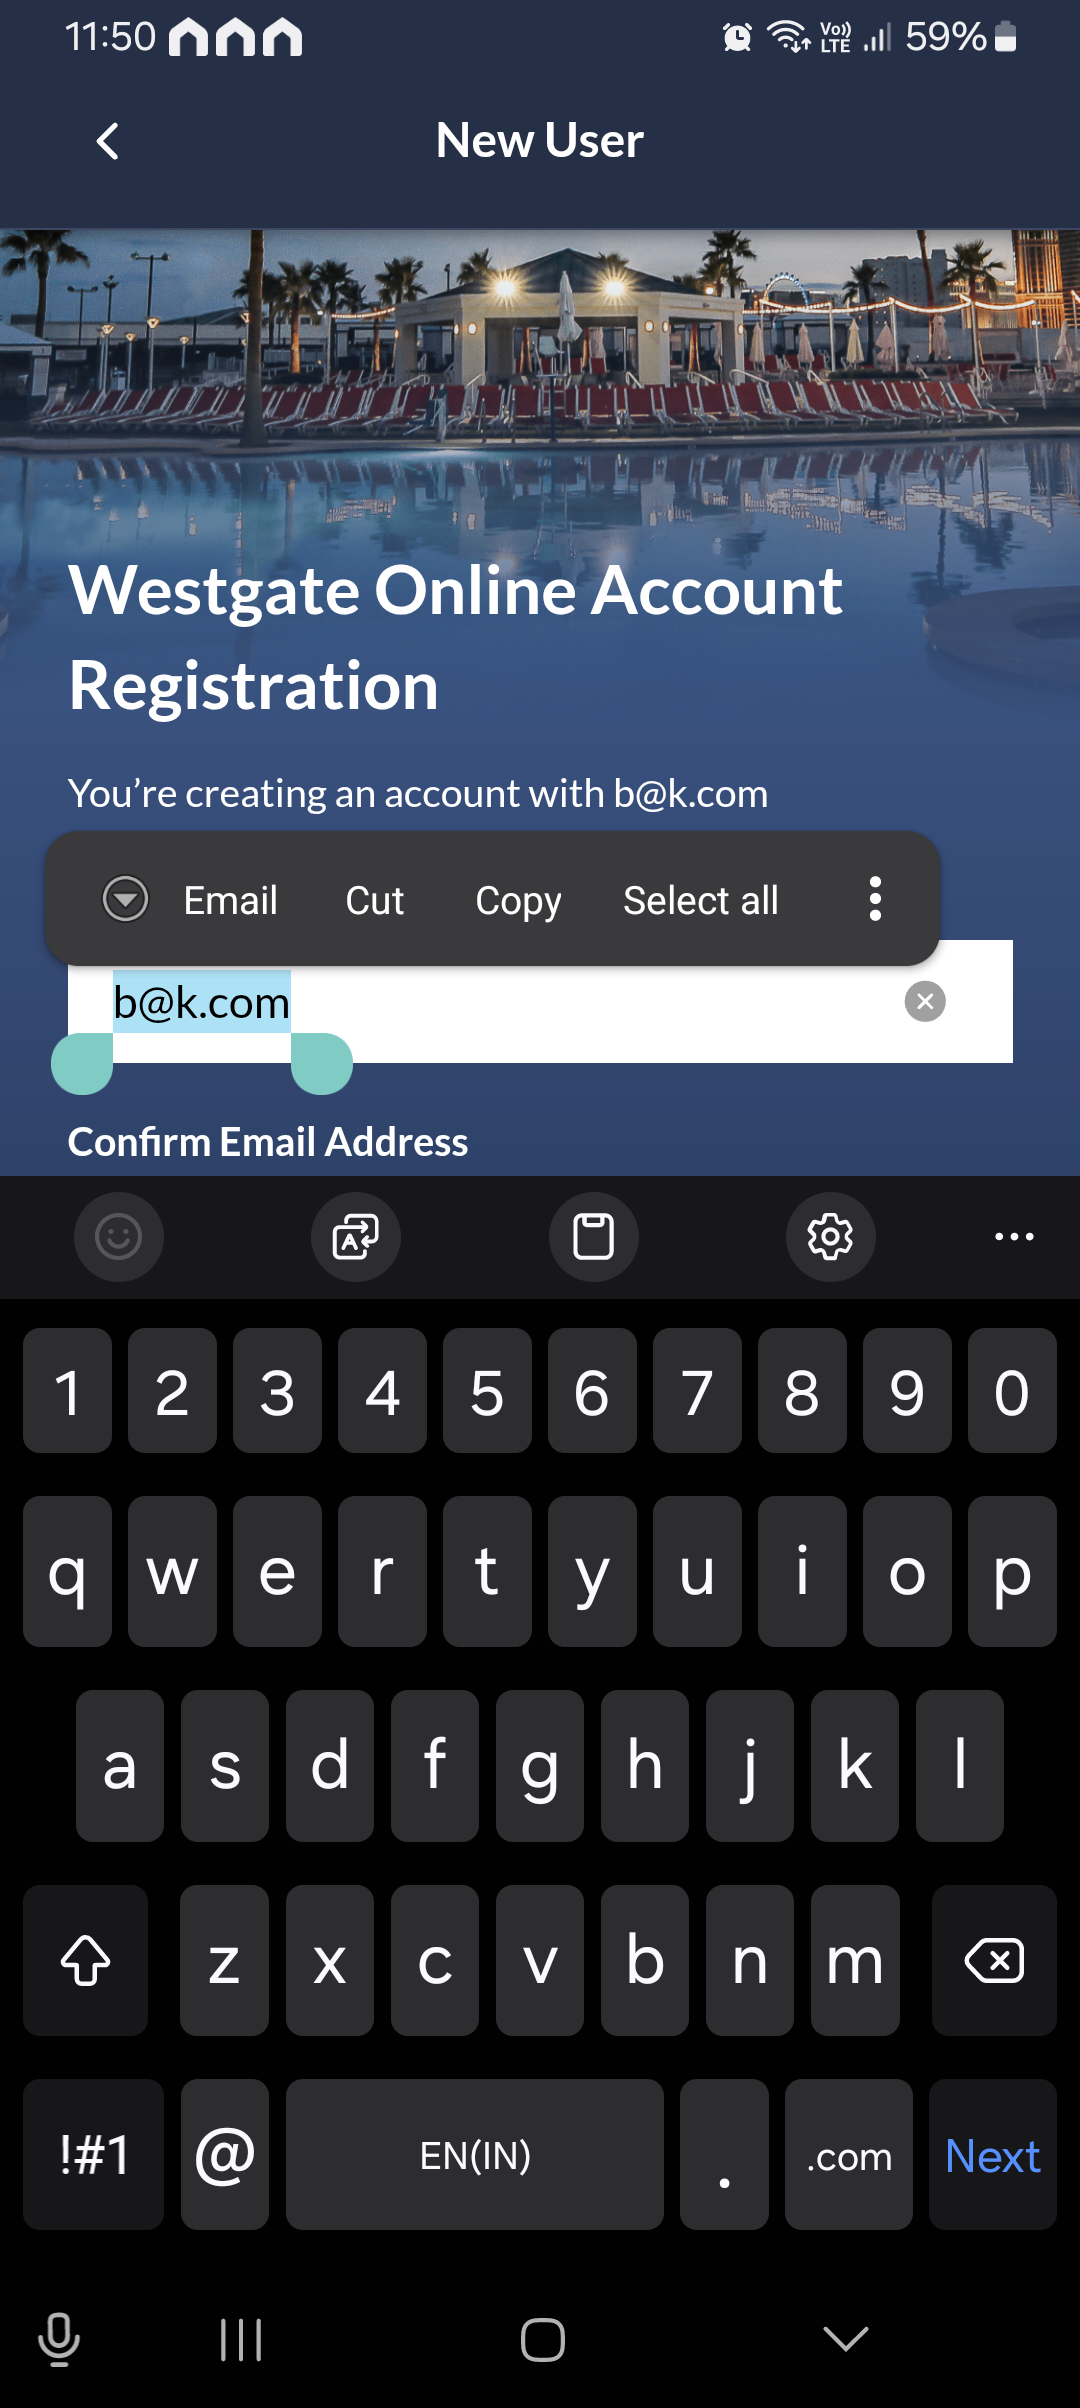 11:50
Vo)) LTE 59%
New User
Westgate Online Account
Registration
You’re creating an account with b@k.com
Email Cut Copy Select all
b@k.com
Confirm Email Address
1 2 3 4 5 6 7 8 9 0
q w e r t y u i o p
a s d f g h j k l
z x c v b n m
!#1 @ EN(IN) . .com Next